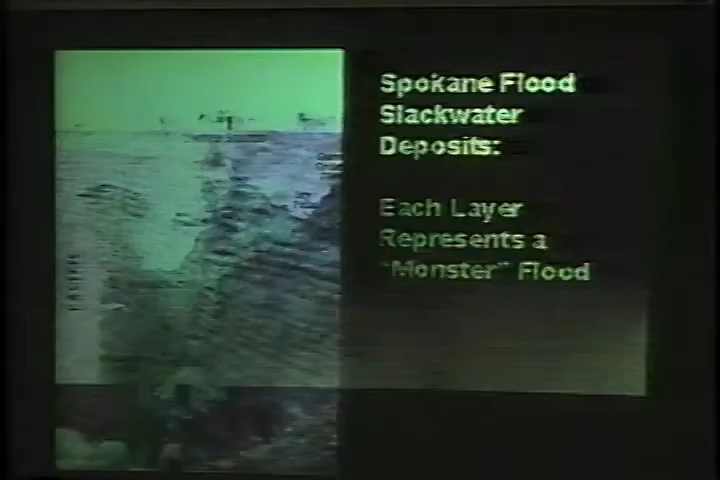 Spokane Flood
Slackwater
Deposits:
Each Layer
Represents a
"Monster" Flood